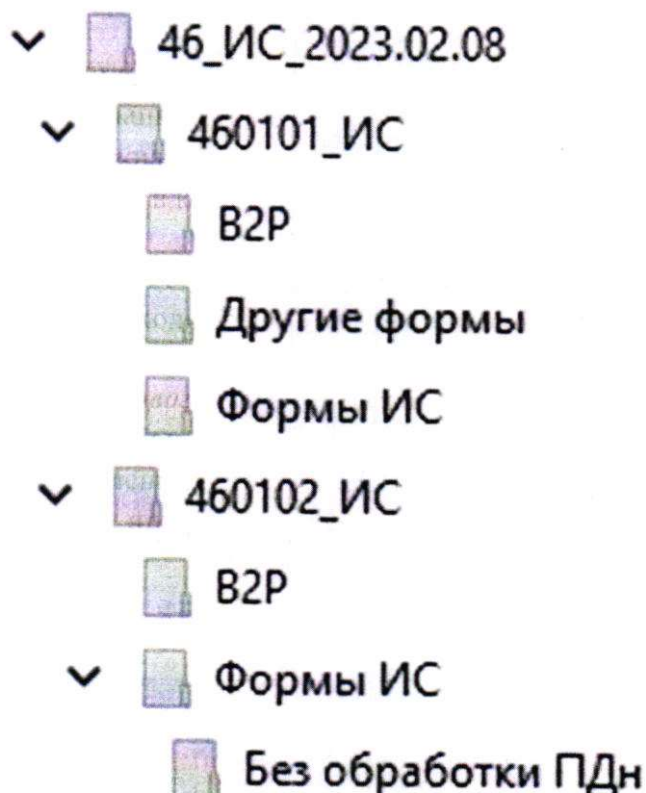 46_ИС_2023.02.08
460101_ИС
B2P
Другие формы
Формы ИС
460102_ИС
B2P
Формы ИС
Без обработки ПДн